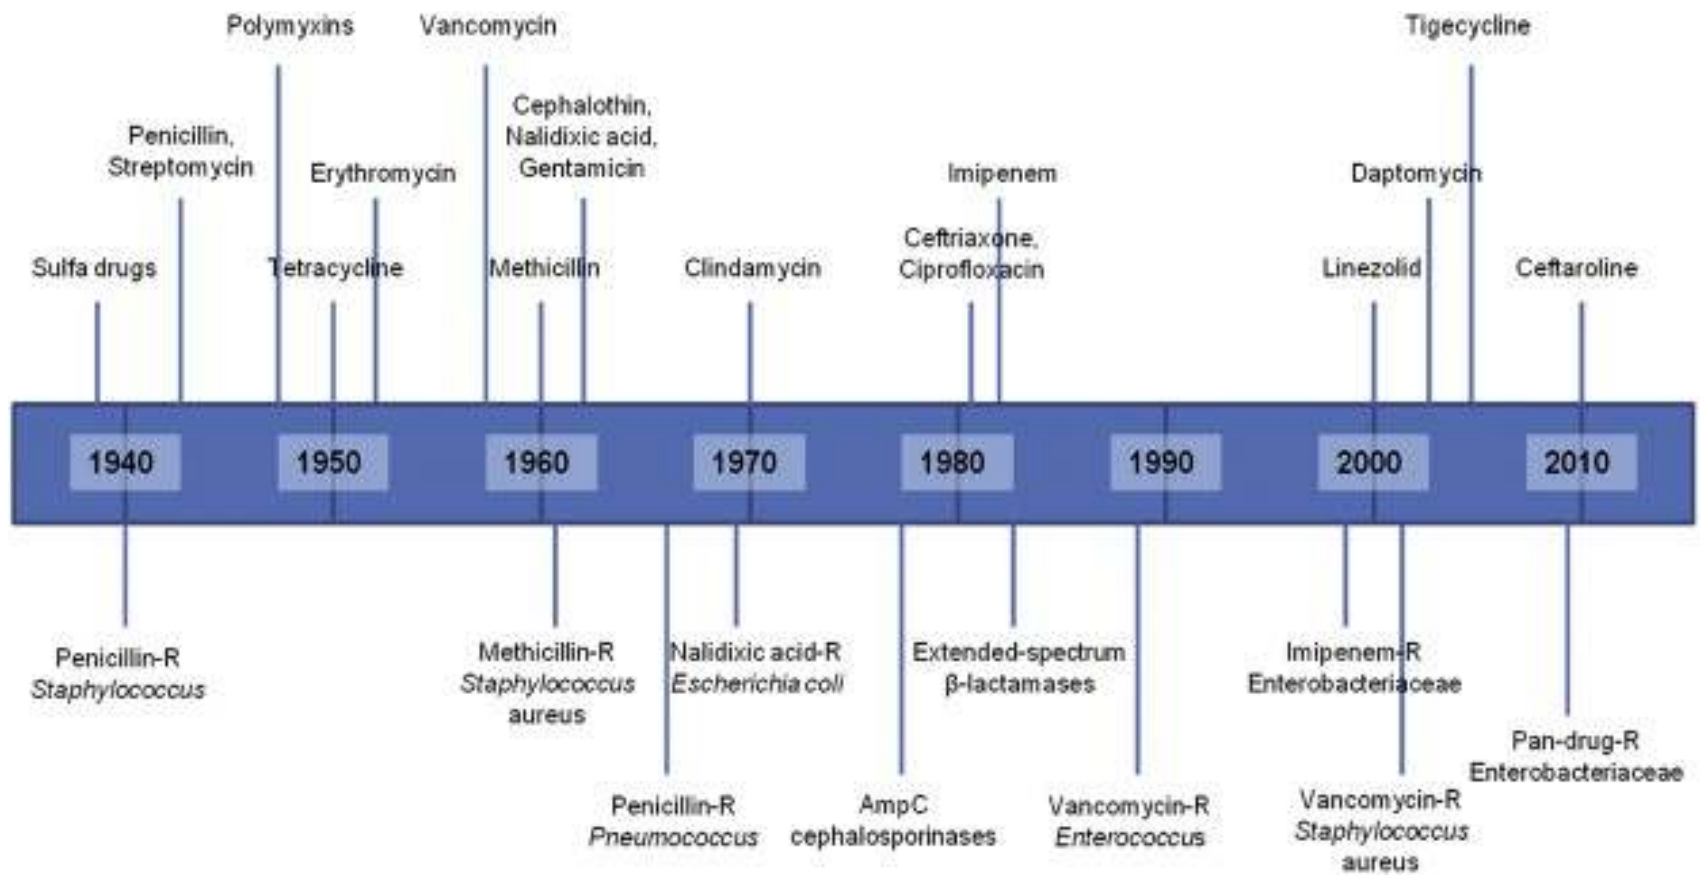 Polymyxins
Vancomycin
Tigecycline
Cephalothin,
Nalidixic acid,
Gentamicin
Penicillin,
Streptomycin
Erythromycin
Imipenem
Daptomycin
Ceftriaxone,
Ciprofloxacin
Sulfa drugs
Tetracycline
Methicillin
Clindamycin
Linezolid
Ceftaroline
1940
1950
1960
1970
1980
1990
2000
2010
Penicillin-R
Staphylococcus
Methicillin-R
Staphylococcus
aureus
Nalidixic acid-R
Escherichia coli
Extended-spectrum
β-lactamases
Imipenem-R
Enterobacteriaceae
Pan-drug-R
Enterobacteriaceae
Penicillin-R
Pneumococcus
AmpC
cephalosporinases
Vancomycin-R
Enterococcus
Vancomycin-R
Staphylococcus
aureus